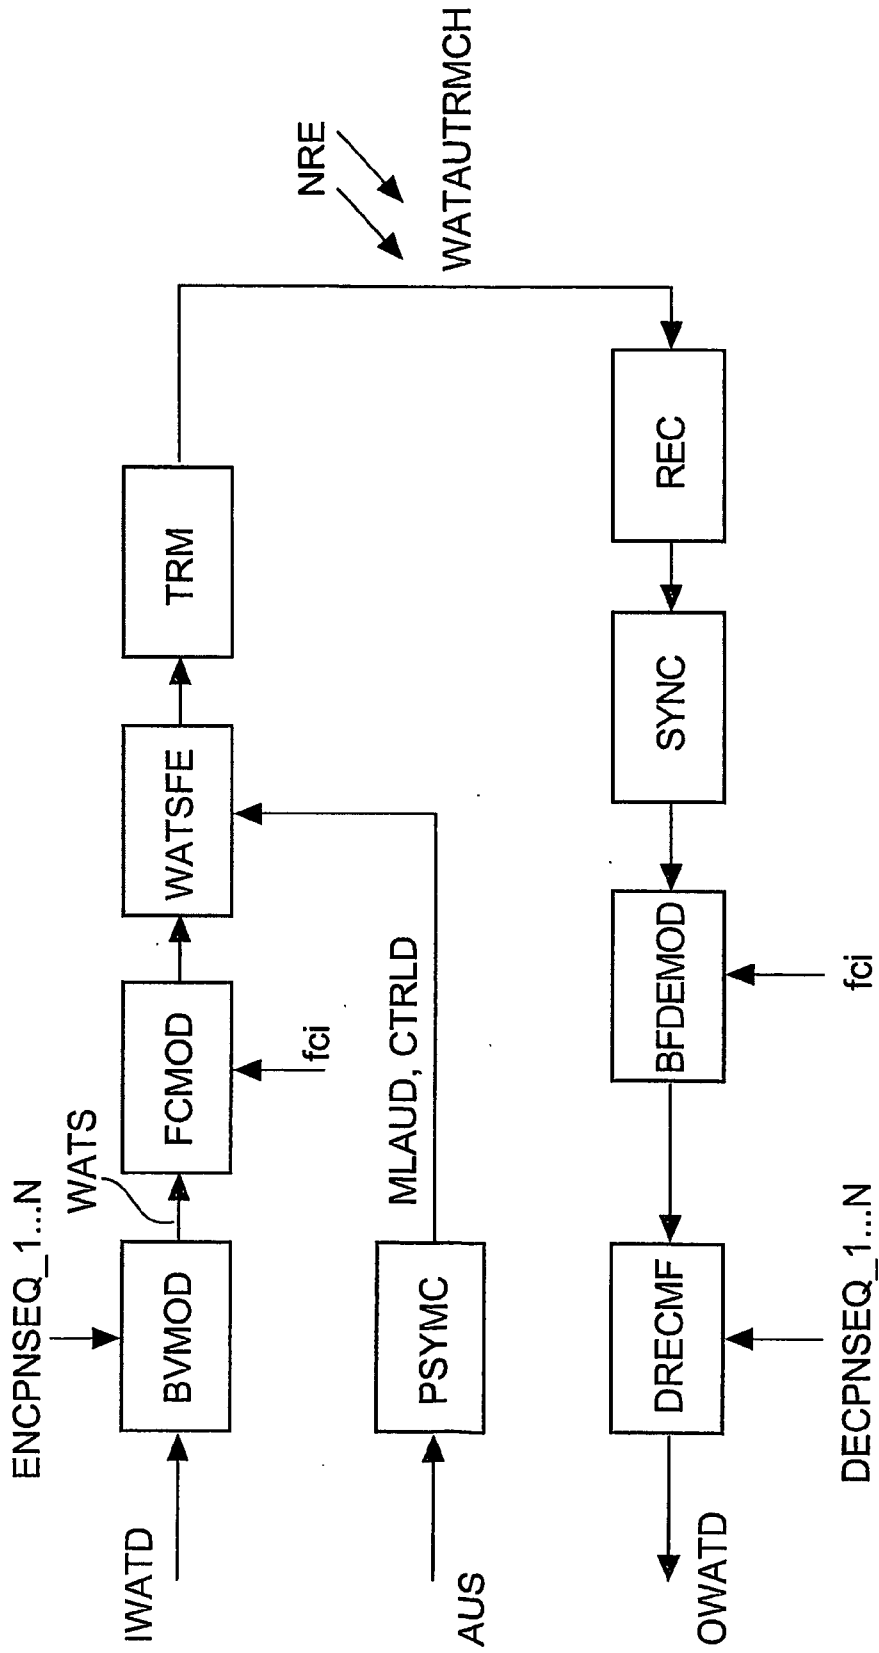 ENCPNSEQ_1...N
WATS
IWATD
BVMOD
FCMOD
WATSFE
TRM
fci
NRE
MLAUD, CTRLD
AUS
PSYMC
WATAUTRMCH
OWATD
DRECMF
BFDEMOD
SYNC
REC
DECPNSEQ_1...N
fci